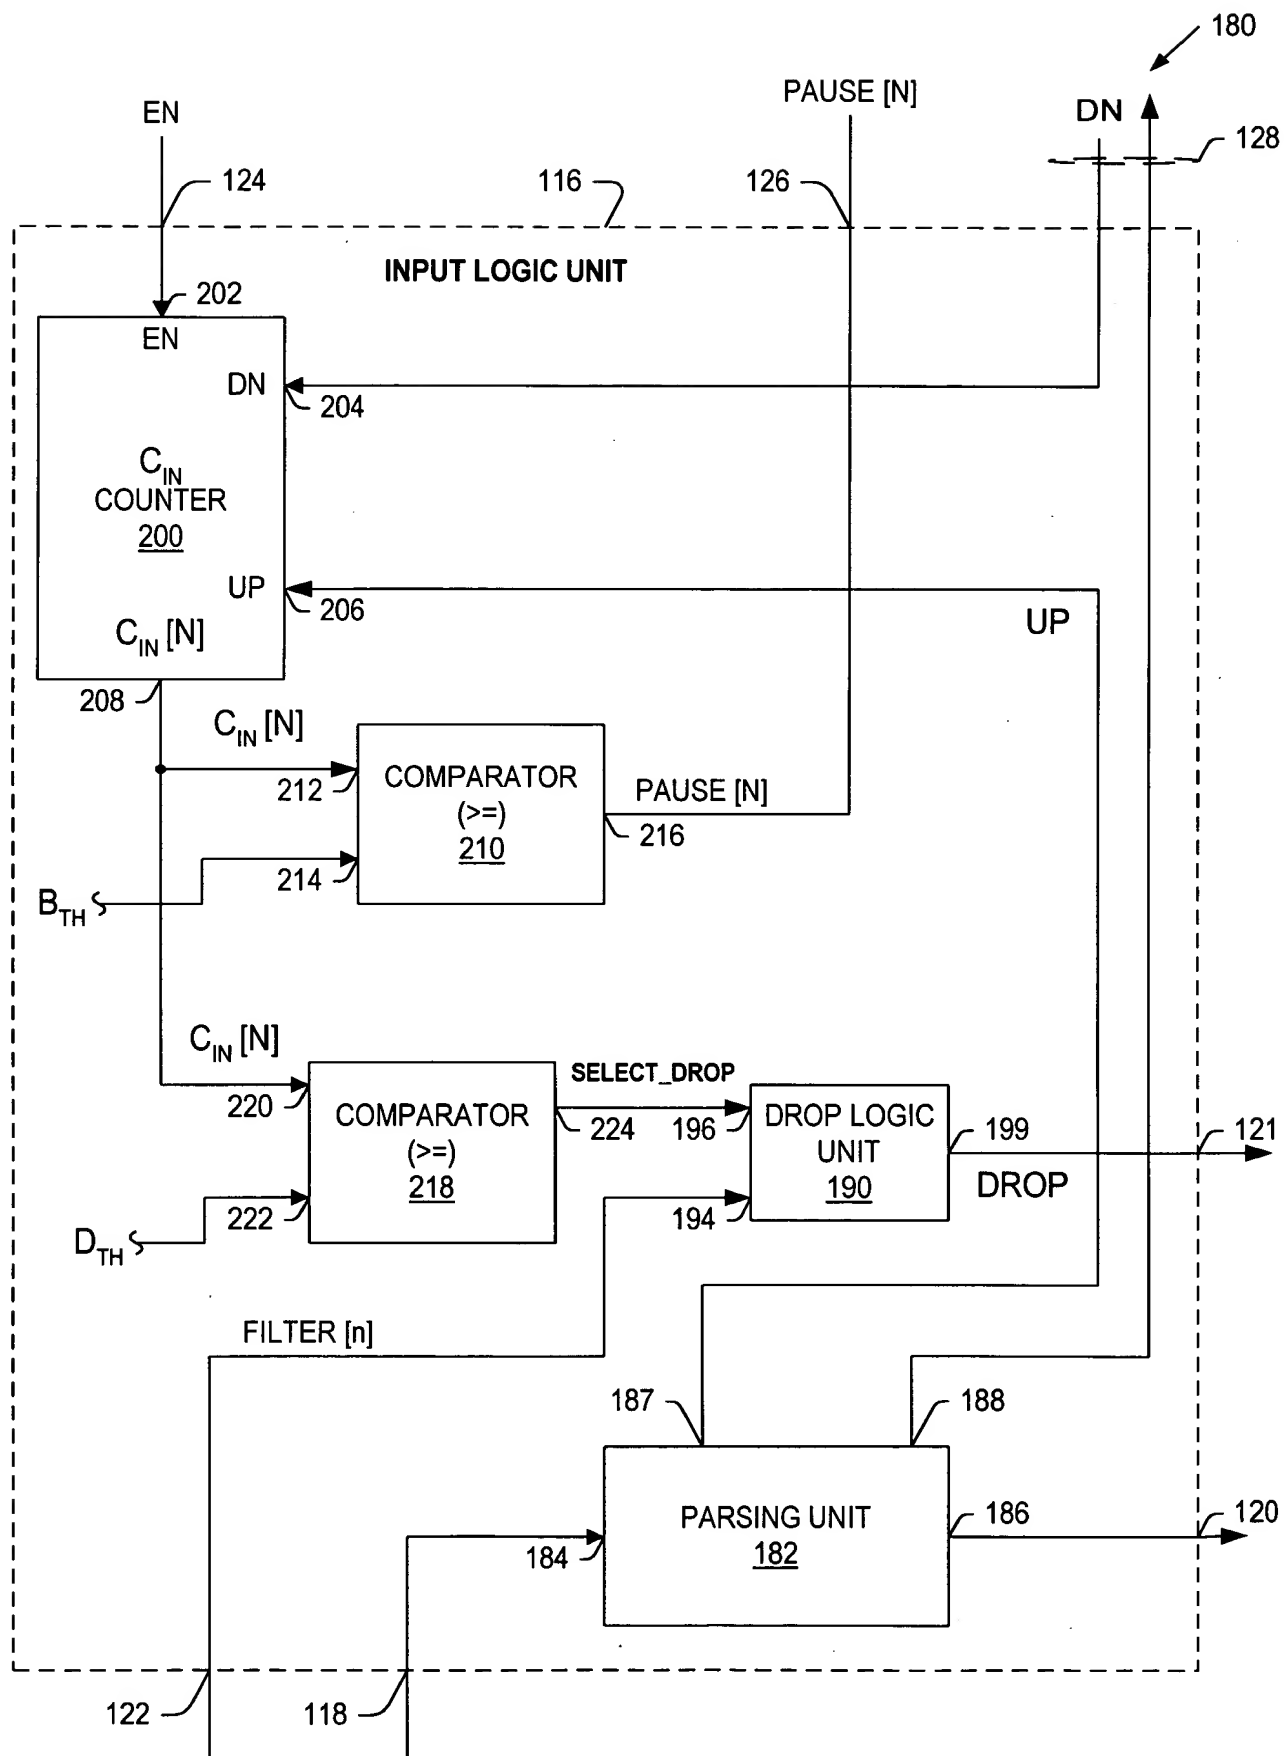 180
PAUSE [N]
EN
DN
128
124
116
126
INPUT LOGIC UNIT
202
EN
DN
204
C_IN
COUNTER
200
UP
206
UP
C_IN [N]
208
C_IN [N]
212
COMPARATOR
(>=)
210
PAUSE [N]
216
214
B_TH
C_IN [N]
220
COMPARATOR
(>=)
218
SELECT_DROP
224
196
DROP LOGIC
UNIT
190
199
121
DROP
222
194
D_TH
FILTER [n]
187
188
PARSING UNIT
182
184
186
120
122
118